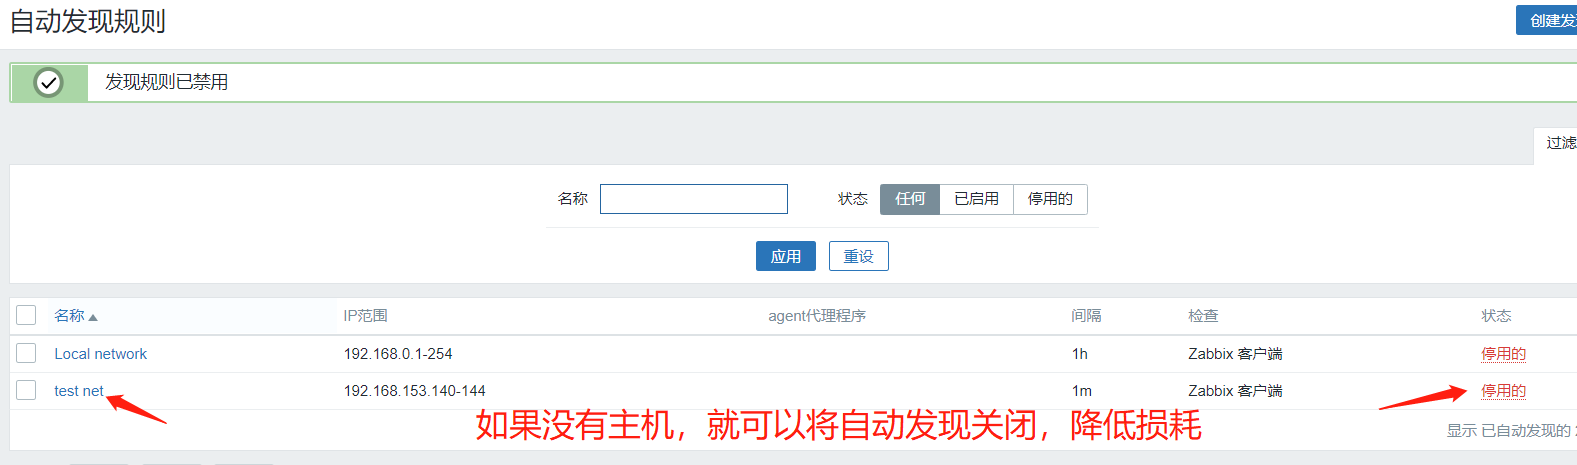 自动发现规则
创建发
发现规则已禁用
过滤
名称 状态 任何 已启用 停用的
应用 重设
名称 IP范围 agent代理程序 间隔 检查 状态
Local network 192.168.0.1-254 1h Zabbix 客户端 停用的
test net 192.168.153.140-144 1m Zabbix 客户端 停用的
如果没有主机，就可以将自动发现关闭，降低损耗
显示 已自动发现的